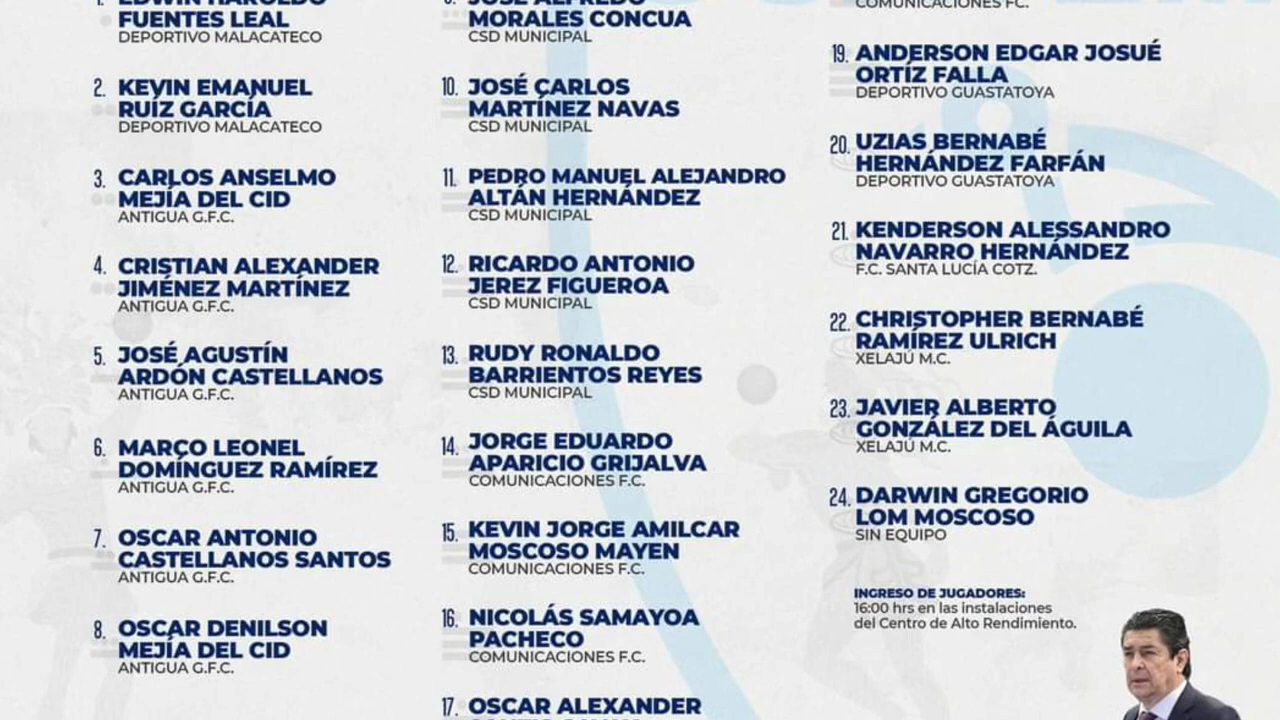 1. EDWIN HAROLDO
FUENTES LEAL
DEPORTIVO MALACATECO
2. KEVIN EMANUEL
RUÍZ GARCÍA
DEPORTIVO MALACATECO
3. CARLOS ANSELMO
MEJÍA DEL CID
ANTIGUA G.F.C.
4. CRISTIAN ALEXANDER
JIMÉNEZ MARTÍNEZ
ANTIGUA G.F.C.
5. JOSÉ AGUSTÍN
ARDÓN CASTELLANOS
ANTIGUA G.F.C.
6. MARCO LEONEL
DOMÍNGUEZ RAMÍREZ
ANTIGUA G.F.C.
7. OSCAR ANTONIO
CASTELLANOS SANTOS
ANTIGUA G.F.C.
8. OSCAR DENILSON
MEJÍA DEL CID
ANTIGUA G.F.C.
9. JOSÉ ALFREDO
MORALES CONCUA
CSD MUNICIPAL
10. JOSÉ CARLOS
MARTÍNEZ NAVAS
CSD MUNICIPAL
11. PEDRO MANUEL ALEJANDRO
ALTÁN HERNÁNDEZ
CSD MUNICIPAL
12. RICARDO ANTONIO
JEREZ FIGUEROA
CSD MUNICIPAL
13. RUDY RONALDO
BARRIENTOS REYES
CSD MUNICIPAL
14. JORGE EDUARDO
APARICIO GRIJALVA
COMUNICACIONES F.C.
15. KEVIN JORGE AMILCAR
MOSCOSO MAYEN
COMUNICACIONES F.C.
16. NICOLÁS SAMAYOA
PACHECO
COMUNICACIONES F.C.
17. OSCAR ALEXANDER
COMUNICACIONES FC.
19. ANDERSON EDGAR JOSUÉ
ORTÍZ FALLA
DEPORTIVO GUASTATOYA
20. UZIAS BERNABÉ
HERNÁNDEZ FARFÁN
DEPORTIVO GUASTATOYA
21. KENDERSON ALESSANDRO
NAVARRO HERNÁNDEZ
F.C. SANTA LUCÍA COTZ.
22. CHRISTOPHER BERNABÉ
RAMÍREZ ULRICH
XELAJÚ M.C.
23. JAVIER ALBERTO
GONZÁLEZ DEL ÁGUILA
XELAJÚ M.C.
24. DARWIN GREGORIO
LOM MOSCOSO
SIN EQUIPO
INGRESO DE JUGADORES:
16:00 hrs en las instalaciones
del Centro de Alto Rendimiento.